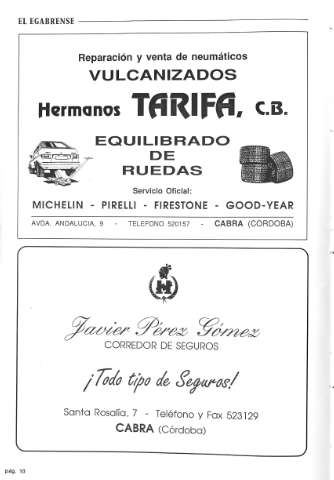 EL EGABRENSE
Reparación y venta de neumáticos
VULCANIZADOS
Hermanos TARIFA, C.B.
EQUILIBRADO
DE
RUEDAS
Servicio Oficial:
MICHELIN - PIRELLI - FIRESTONE - GOOD-YEAR
AVDA. ANDALUCIA, 9 - TELEFONO 520157 - CABRA (CÓRDOBA)
Javier Pérez Gómez
CORREDOR DE SEGUROS
¡Todo tipo de Seguros!
Santa Rosalía, 7 - Teléfono y Fax 523129
CABRA (Córdoba)
pág. 10